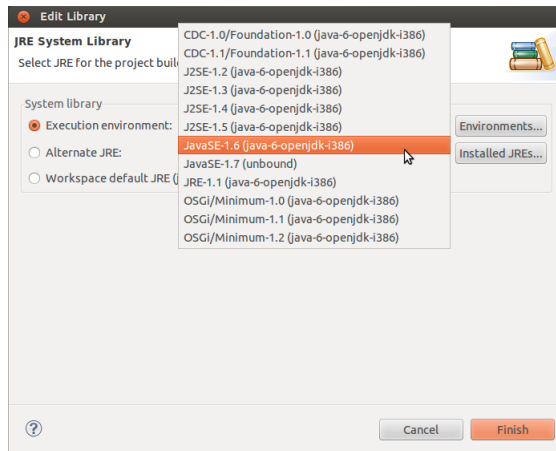 Edit Library
JRE System Library
Select JRE for the project buil
System library
Execution environment:
Alternate JRE:
Workspace default JRE (j
CDC-1.0/Foundation-1.0 (java-6-openjdk-i386)
CDC-1.1/Foundation-1.1 (java-6-openjdk-i386)
J2SE-1.2 (java-6-openjdk-i386)
J2SE-1.3 (java-6-openjdk-i386)
J2SE-1.4 (java-6-openjdk-i386)
J2SE-1.5 (java-6-openjdk-i386)
JavaSE-1.6 (java-6-openjdk-i386)
JavaSE-1.7 (unbound)
JRE-1.1 (java-6-openjdk-i386)
OSGi/Minimum-1.0 (java-6-openjdk-i386)
OSGi/Minimum-1.1 (java-6-openjdk-i386)
OSGi/Minimum-1.2 (java-6-openjdk-i386)
Environments...
Installed JREs...
?
Cancel
Finish